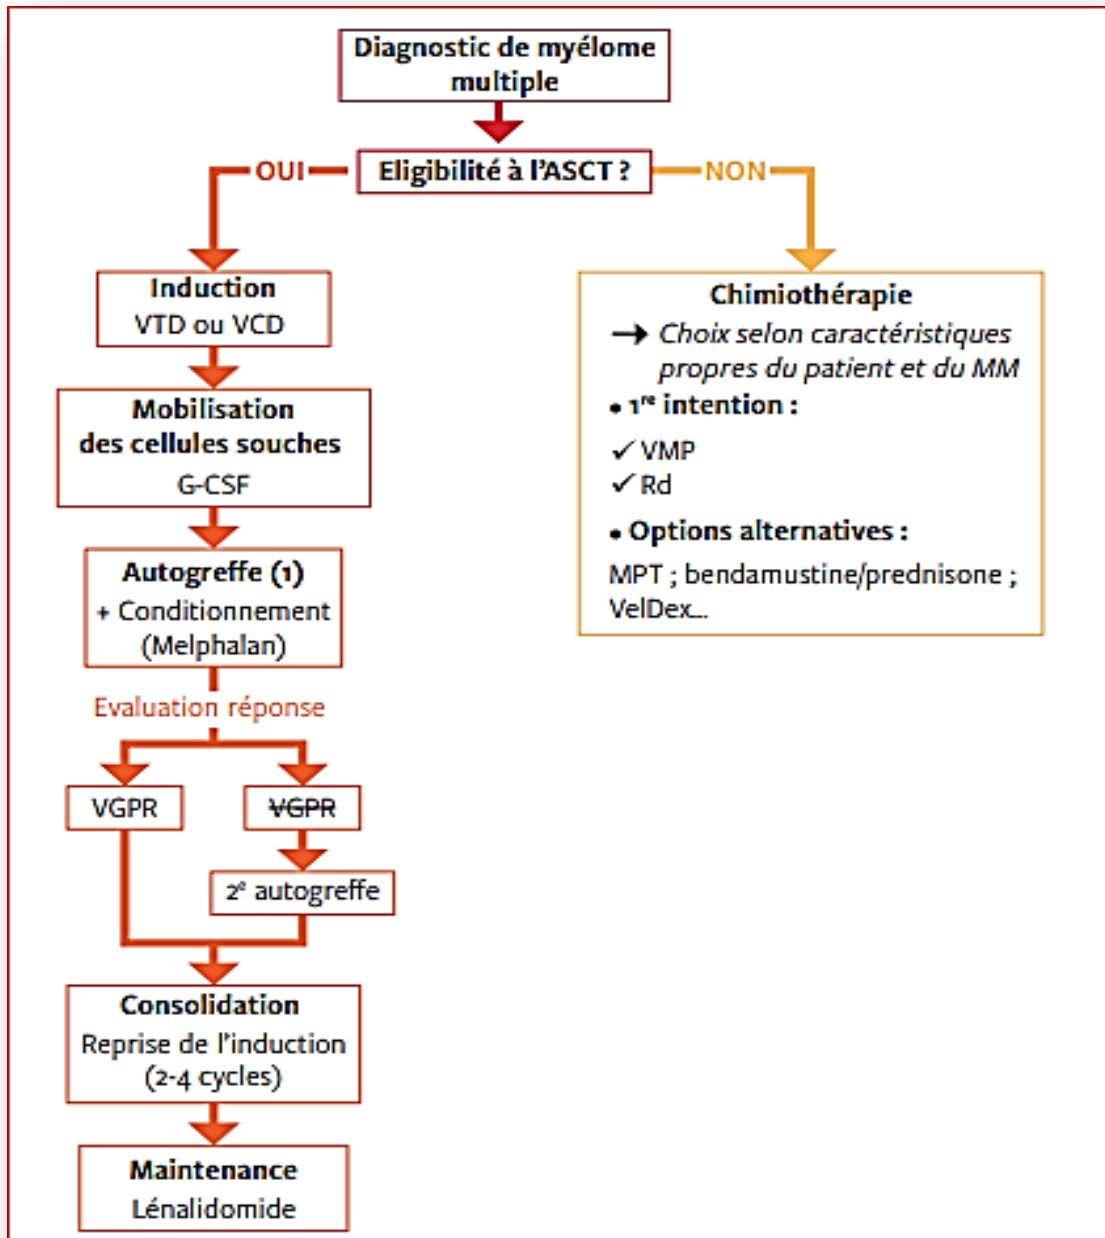 Diagnostic de myélome
multiple
OUI
Eligibilité à l'ASCT ?
NON
Induction
VTD ou VCD
Mobilisation
des cellules souches
G-CSF
Autogreffe (1)
+ Conditionnement
(Melphalan)
Evaluation réponse
VGPR
VGPR
2e autogreffe
Consolidation
Reprise de l'induction
(2-4 cycles)
Maintenance
Lénalidomide
Chimiothérapie
→ Choix selon caractéristiques
propres du patient et du MM
• 1re intention :
✓ VMP
✓ Rd
• Options alternatives :
MPT ; bendamustine/prednisone ;
VelDex...